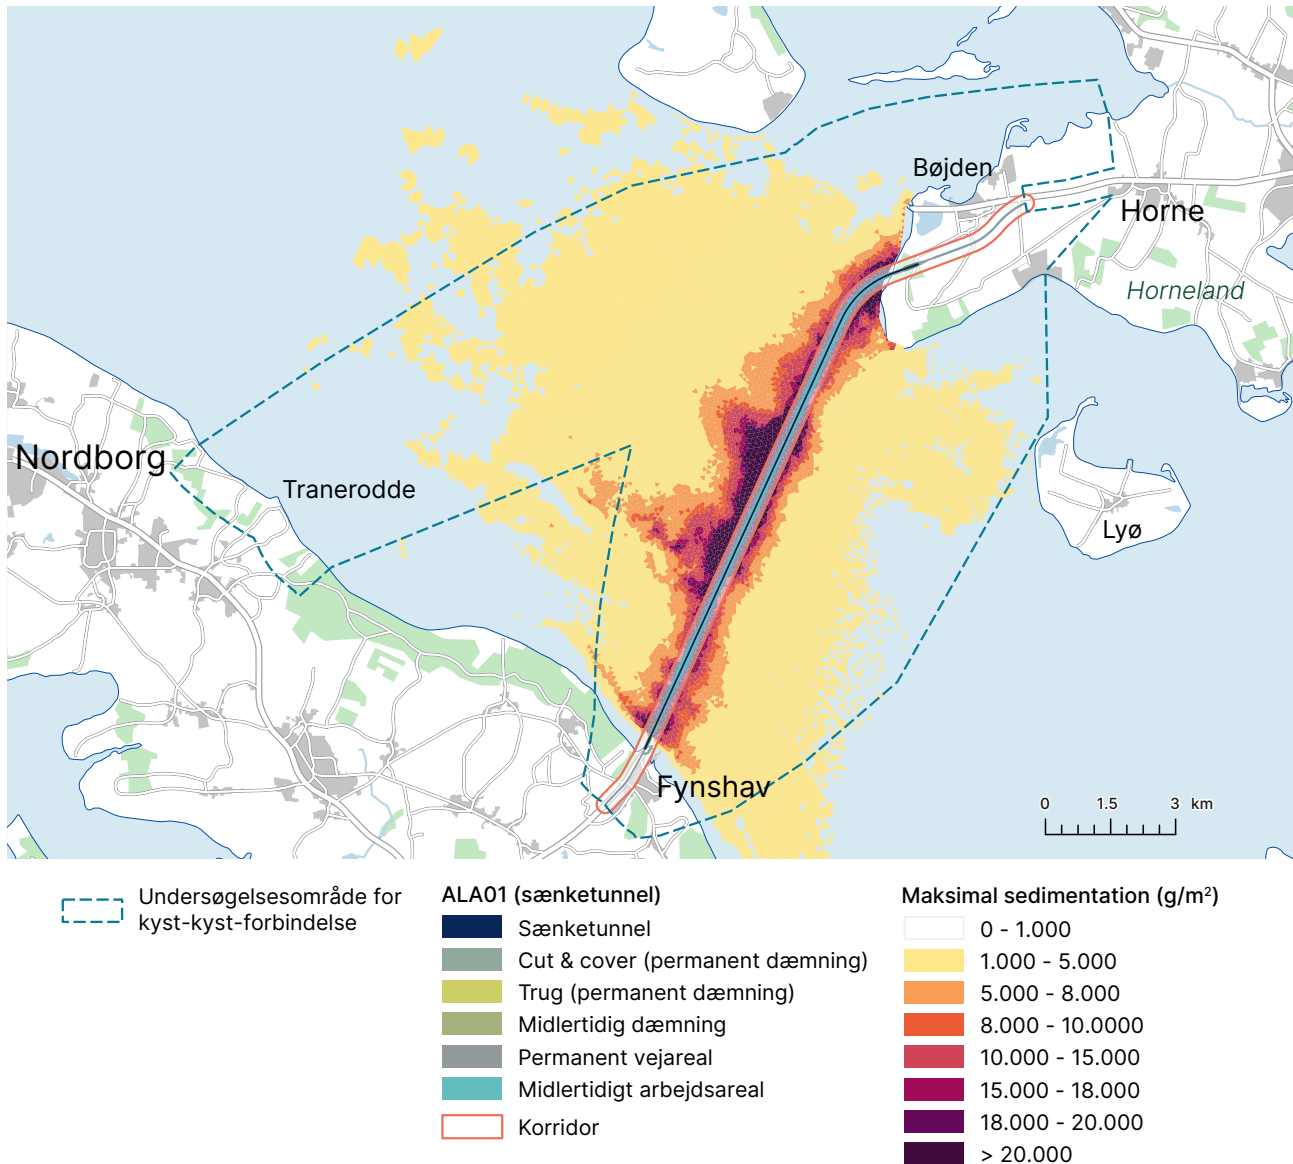 Bøjden
Horne
Horneland
Nordborg
Tranerodde
Lyø
Fynshav
0 1.5 3 km
Undersøgelsesområde for
kyst-kyst-forbindelse
ALA01 (sænketunnel)
Sænketunnel
Cut & cover (permanent dæmning)
Trug (permanent dæmning)
Midlertidig dæmning
Permanent vejareal
Midlertidigt arbejdsareal
Korridor
Maksimal sedimentation (g/m²)
0 - 1.000
1.000 - 5.000
5.000 - 8.000
8.000 - 10.0000
10.000 - 15.000
15.000 - 18.000
18.000 - 20.000
> 20.000